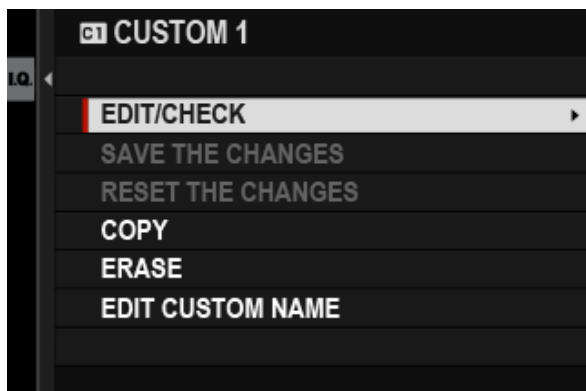 C1 CUSTOM 1
I.Q.
EDIT/CHECK
SAVE THE CHANGES
RESET THE CHANGES
COPY
ERASE
EDIT CUSTOM NAME